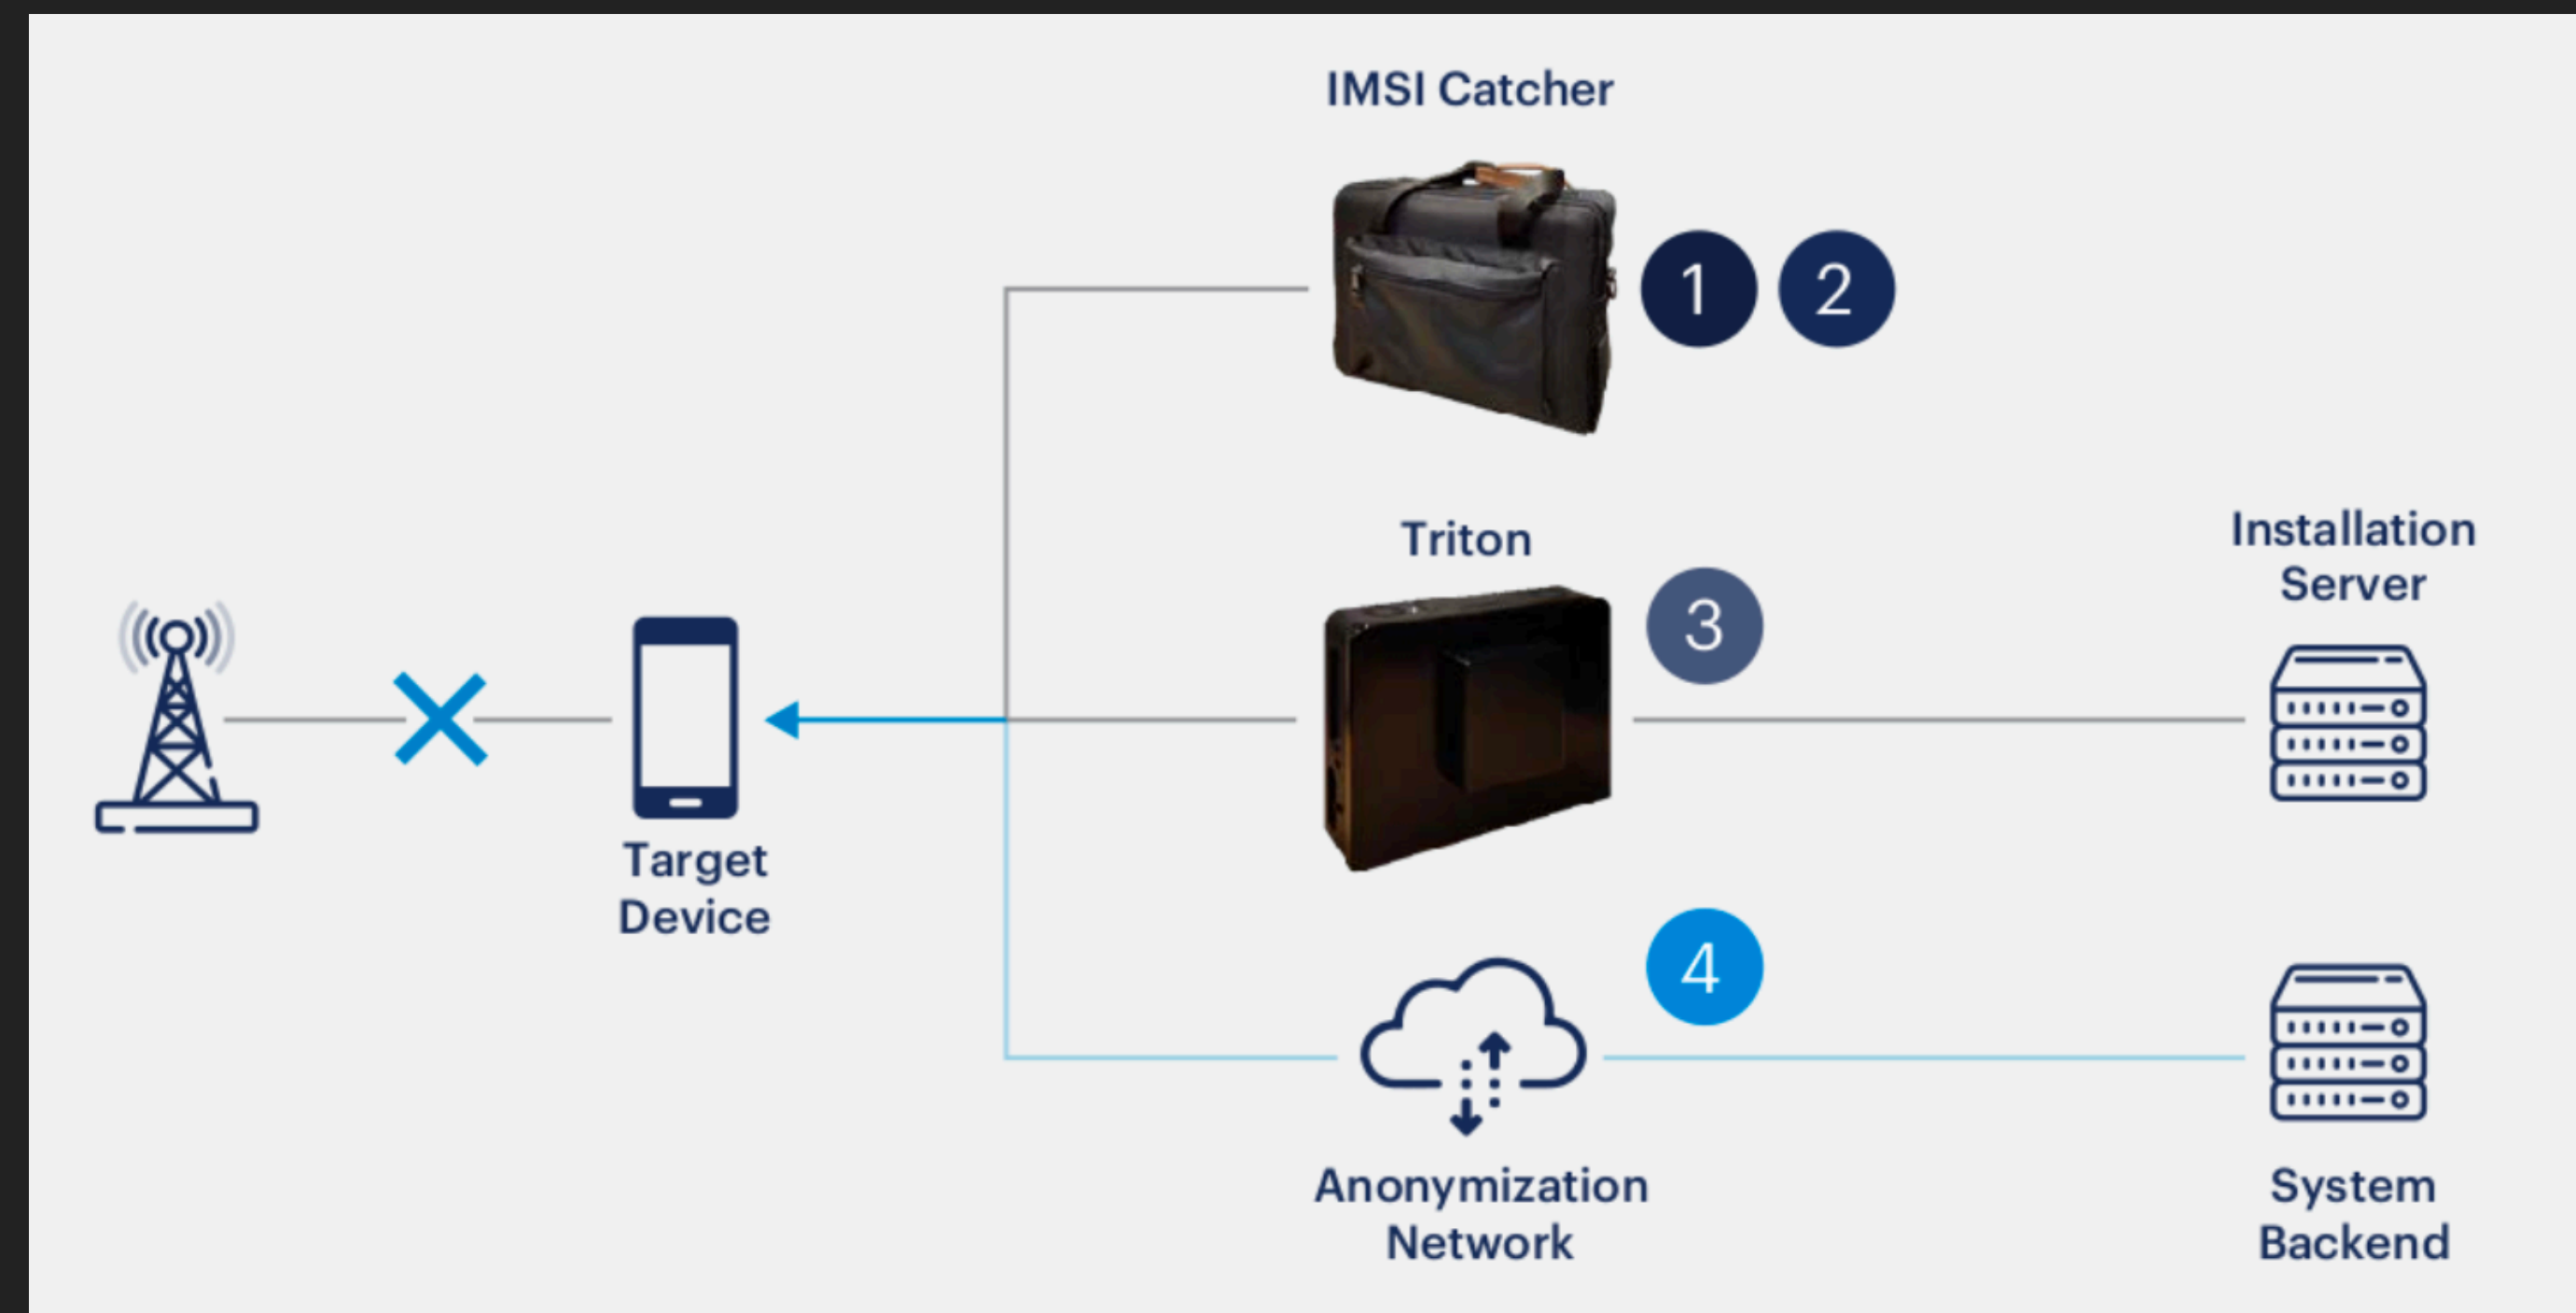 IMSI Catcher
1
2
Triton
3
Installation
Server
Target
Device
4
Anonymization
Network
System
Backend